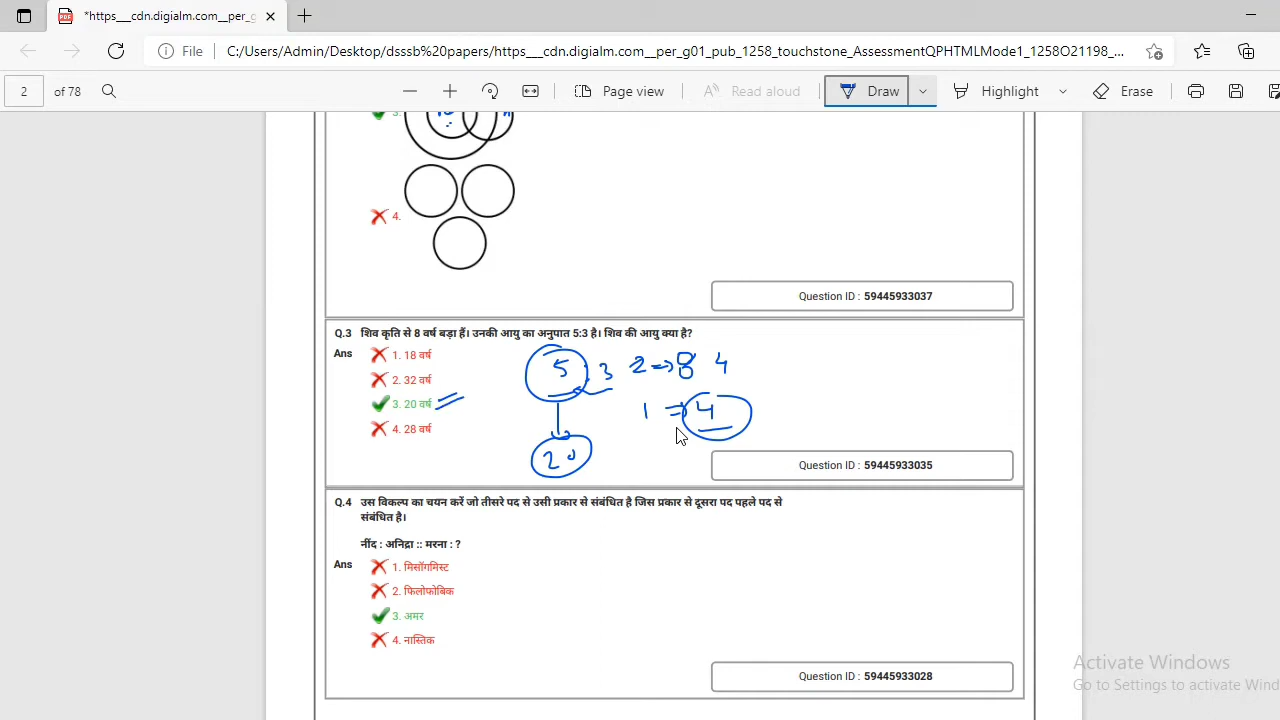 *https___cdn.digialm.com__per_g
File
C:/Users/Admin/Desktop/dsssb%20papers/https___cdn.digialm.com__per_g01_pub_1258_touchstone_AssessmentQPHTMLMode1_1258O21198_...
2 of 78
Page view
Read aloud
Draw
Highlight
Erase
3.
4.
Question ID : 59445933037
Q.3 शिव कृति से 8 वर्ष बड़ा हैं। उनकी आयु का अनुपात 5:3 है। शिव की आयु क्या है?
Ans
1. 18 वर्ष
2. 32 वर्ष
3. 20 वर्ष
4. 28 वर्ष
5 : 3 2 ⇒ 8 4
1 ⇒ 4
20
Question ID : 59445933035
Q.4 उस विकल्प का चयन करें जो तीसरे पद से उसी प्रकार से संबंधित है जिस प्रकार से दूसरा पद पहले पद से
संबंधित है।
नींद : अनिद्रा :: मरना : ?
Ans
1. मिसॉगमिस्ट
2. फिलोफोबिक
3. अमर
4. नास्तिक
Question ID : 59445933028
Activate Windows
Go to Settings to activate Wind